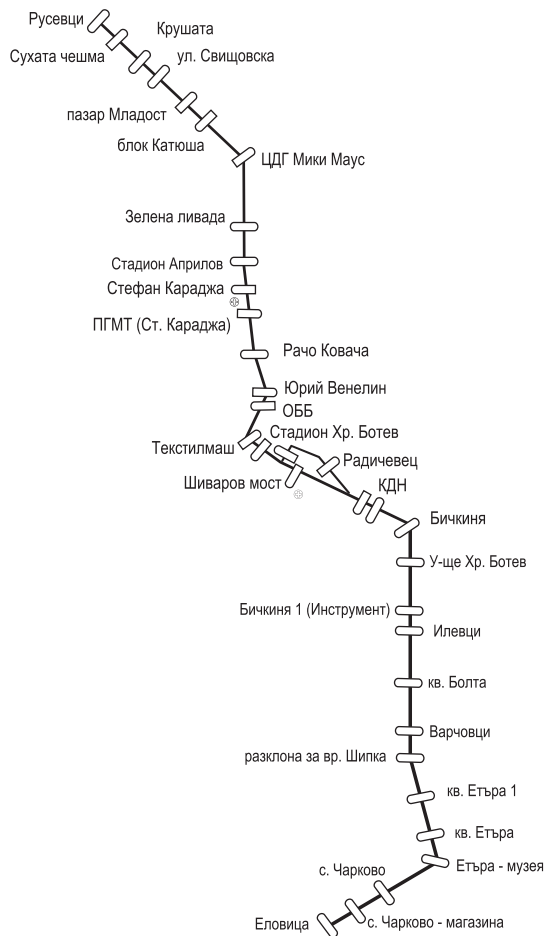 Русевци
Крушата
Сухата чешма
ул. Свищовска
пазар Младост
блок Катюша
ЦДГ Мики Маус
Зелена ливада
Стадион Априлов
Стефан Караджа
ПГМТ (Ст. Караджа)
Рачо Ковача
Юрий Венелин
ОББ
Стадион Хр. Ботев
Текстилмаш
Радичевец
Шиваров мост
КДН
Бичкиня
У-ще Хр. Ботев
Бичкиня 1 (Инструмент)
Илевци
кв. Болта
Варчовци
разклона за вр. Шипка
кв. Етъра 1
кв. Етъра
Етъра - музея
с. Чарково
с. Чарково - магазина
Еловица